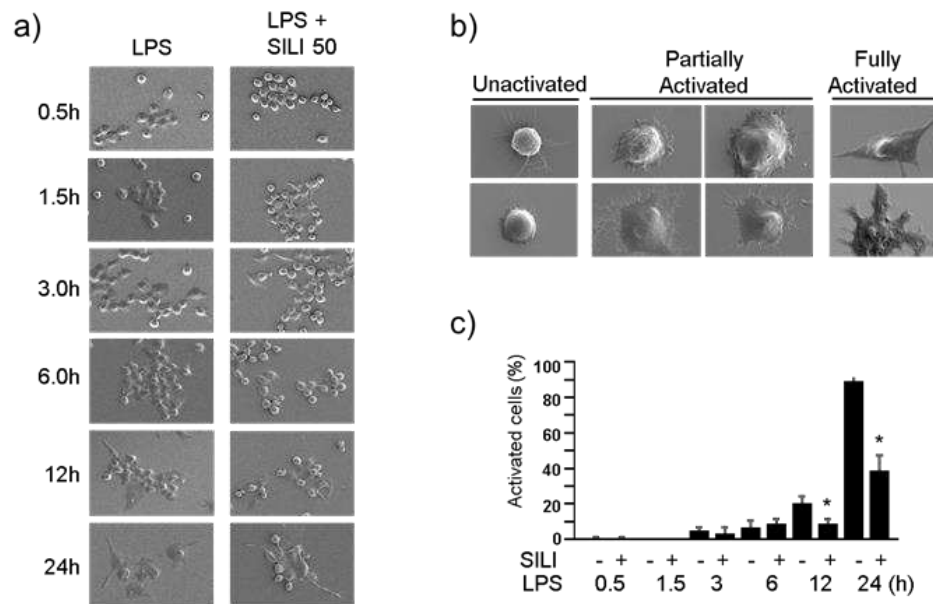 a)
LPS
LPS +
SILI 50
0.5h
1.5h
3.0h
6.0h
12h
24h
b)
Unactivated
Partially
Activated
Fully
Activated
c)
Activated cells (%)
100
80
60
40
20
0
*
*
SILI - + - + - + - + - + - +
LPS 0.5 1.5 3 6 12 24 (h)